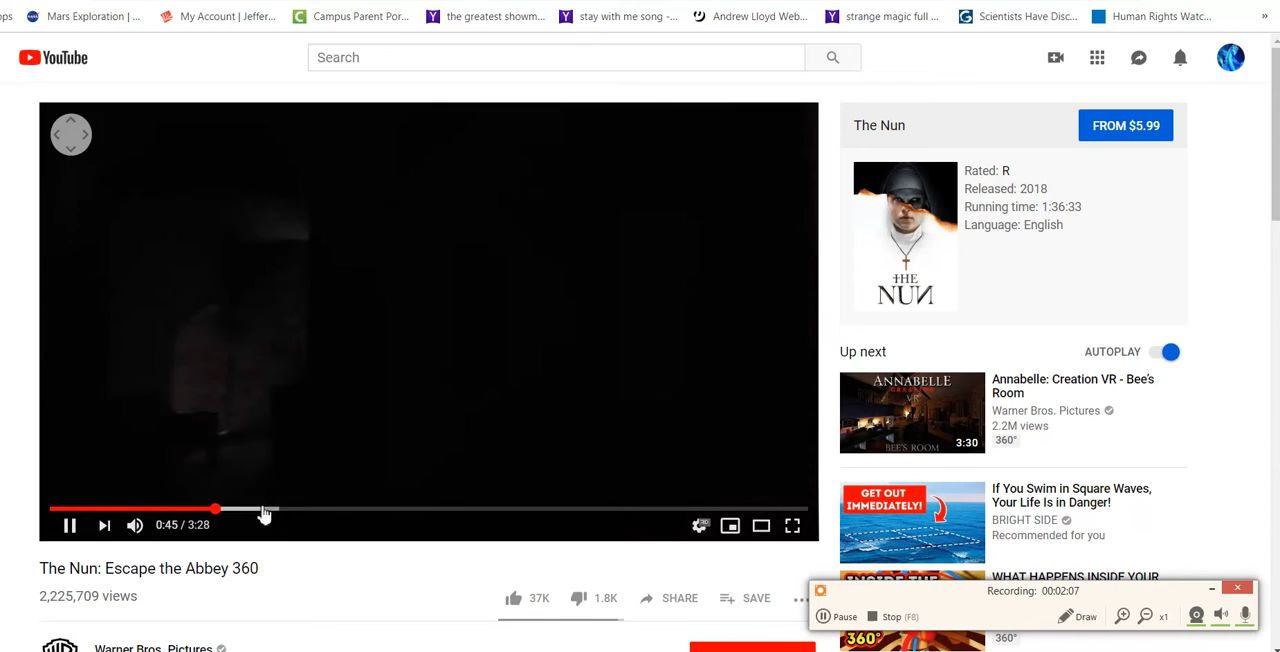 ops Mars Exploration | ... My Account | Jeffer... Campus Parent Por... the greatest showm... stay with me song -... Andrew Lloyd Web... strange magic full ... Scientists Have Disc... Human Rights Watc... »
YouTube
Search
The Nun
FROM $5.99
Rated: R
Released: 2018
Running time: 1:36:33
Language: English
THE
NUN
Up next
AUTOPLAY
ANNABELLE
CREATION
VR
BEE'S ROOM
3:30
Annabelle: Creation VR - Bee's
Room
Warner Bros. Pictures
2.2M views
360°
GET OUT
IMMEDIATELY!
If You Swim in Square Waves,
Your Life Is in Danger!
BRIGHT SIDE
Recommended for you
0:45 / 3:28
The Nun: Escape the Abbey 360
2,225,709 views
37K
1.8K
SHARE
SAVE
Warner Bros. Pictures
INSIDE THE
WHAT HAPPENS INSIDE YOUR
Recording: 00:02:07
Pause
Stop (F8)
Draw
x1
360°
360°